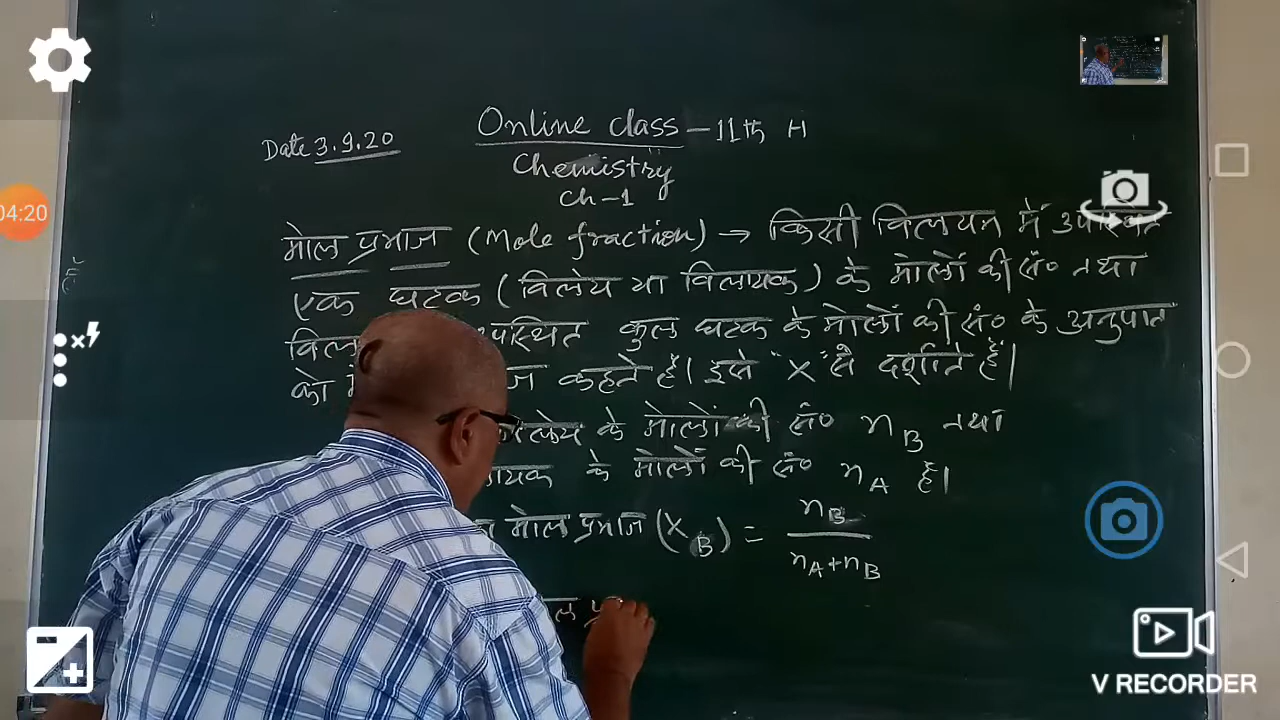 04:20
Date 3.9.20
Online class – 11th H
Chemistry
Ch-1
मोल प्रभाज (Mole fraction) → किसी विलयन में उपस्थित
एक घटक (विलेय या विलायक) के मोलों की सं० तथा
उपस्थित कुल घटक के मोलों की सं० के अनुपात
को कहते हैं। इसे "X" से दर्शाते हैं।
विलेय के मोलों की सं० n_B तथा
के मोलों की सं० n_A है।
मोल प्रभाज (X_B) = n_B / n_A+n_B
V RECORDER